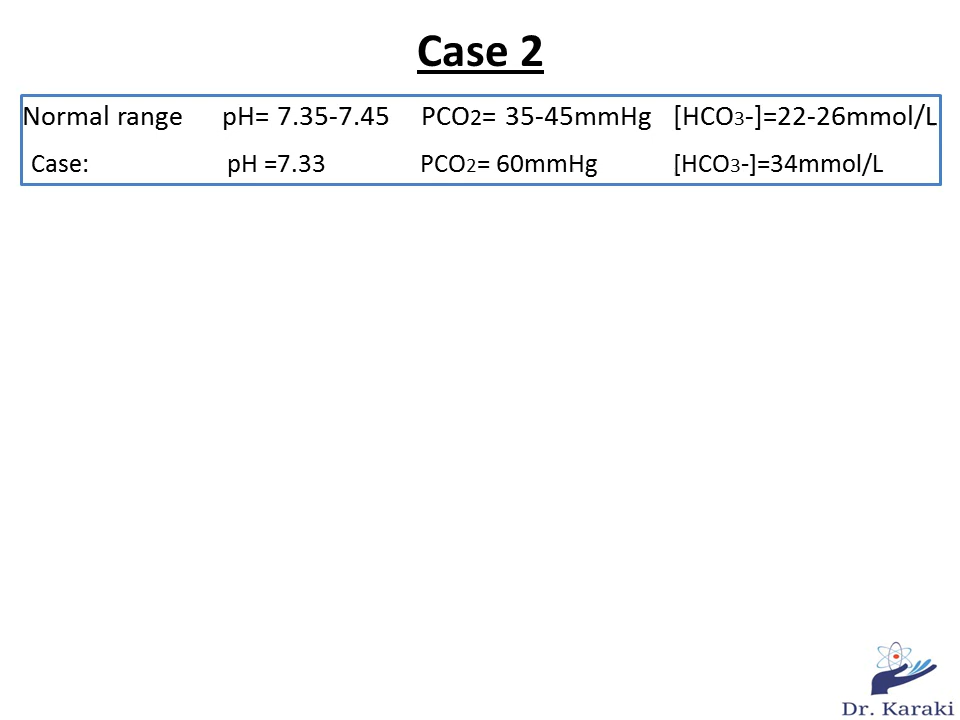 Case 2
Normal range pH= 7.35-7.45 PCO2= 35-45mmHg [HCO3-]=22-26mmol/L
Case: pH =7.33 PCO2= 60mmHg [HCO3-]=34mmol/L
Dr. Karaki